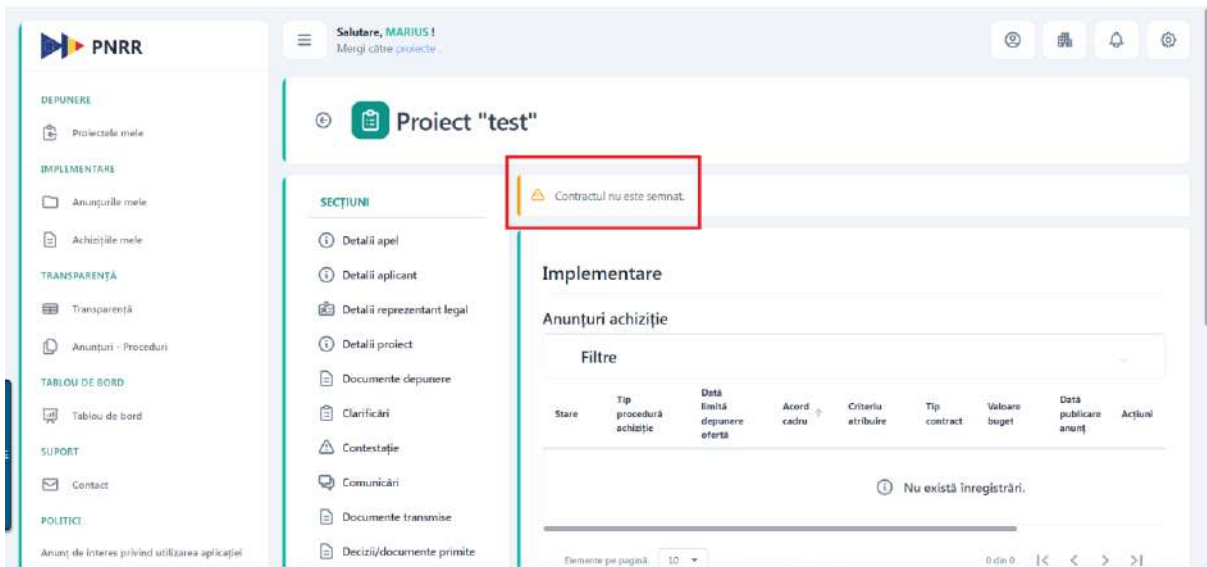 PNRR
Salutare, MARIUS !
Mergi către proiecte .
DEPUNERE
Proiectele mele
IMPLEMENTARE
Anunțurile mele
Achizițiile mele
TRANSPARENȚĂ
Transparență
Anunțuri - Proceduri
TABLOU DE BORD
Tablou de bord
SUPORT
Contact
POLITICI
Anunț de interes privind utilizarea aplicației
Proiect "test"
SECȚIUNI
Detalii apel
Detalii aplicant
Detalii reprezentant legal
Detalii proiect
Documente depunere
Clarificări
Contestație
Comunicări
Documente transmise
Decizii/documente primite
Contractul nu este semnat.
Implementare
Anunțuri achiziție
Filtre
Stare
Tip procedură achiziție
Dată limită depunere ofertă
Acord cadru
Criteriu atribuire
Tip contract
Valoare buget
Dată publicare anunț
Acțiuni
Nu există înregistrări.
Elemente pe pagină: 10
0 din 0